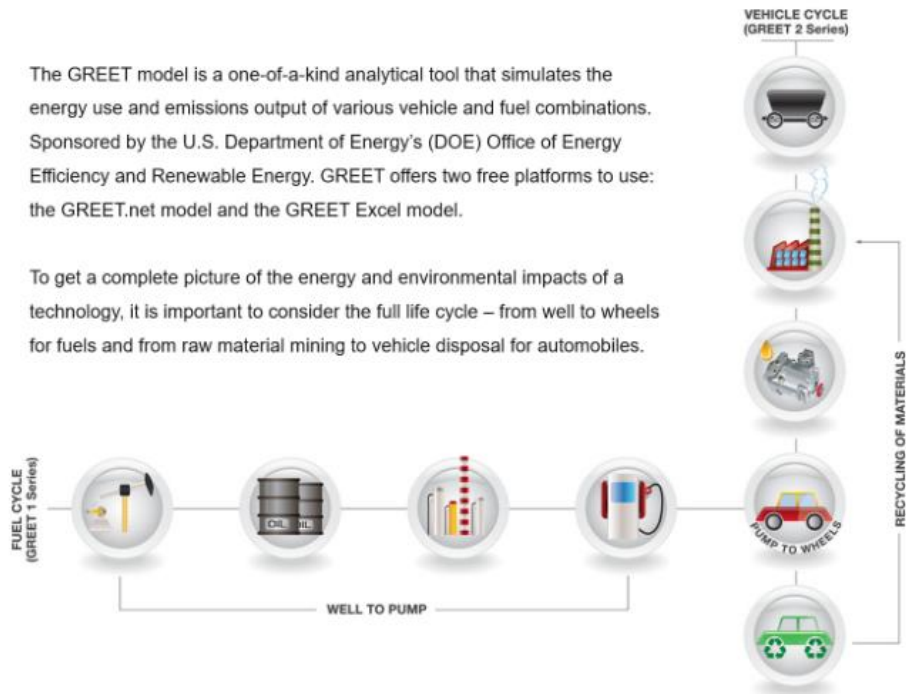 VEHICLE CYCLE
(GREET 2 Series)
The GREET model is a one-of-a-kind analytical tool that simulates the
energy use and emissions output of various vehicle and fuel combinations.
Sponsored by the U.S. Department of Energy's (DOE) Office of Energy
Efficiency and Renewable Energy. GREET offers two free platforms to use:
the GREET.net model and the GREET Excel model.
To get a complete picture of the energy and environmental impacts of a
technology, it is important to consider the full life cycle – from well to wheels
for fuels and from raw material mining to vehicle disposal for automobiles.
RECYCLING OF MATERIALS
FUEL CYCLE
(GREET 1 Series)
OIL
OIL
PUMP TO WHEELS
WELL TO PUMP